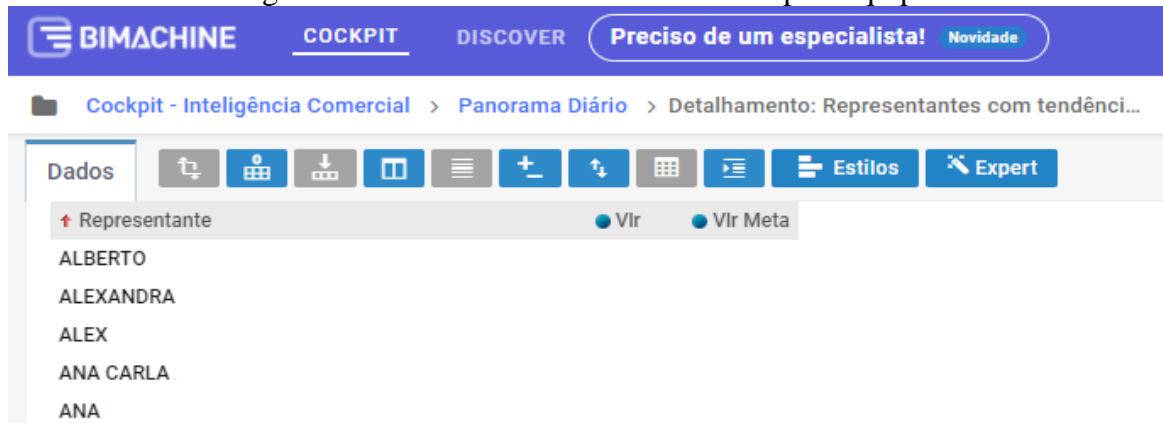 BIMACHINE COCKPIT DISCOVER Preciso de um especialista! Novidade
Cockpit - Inteligência Comercial > Panorama Diário > Detalhamento: Representantes com tendênci...
Dados Estilos Expert
Representante Vlr Vlr Meta
ALBERTO
ALEXANDRA
ALEX
ANA CARLA
ANA